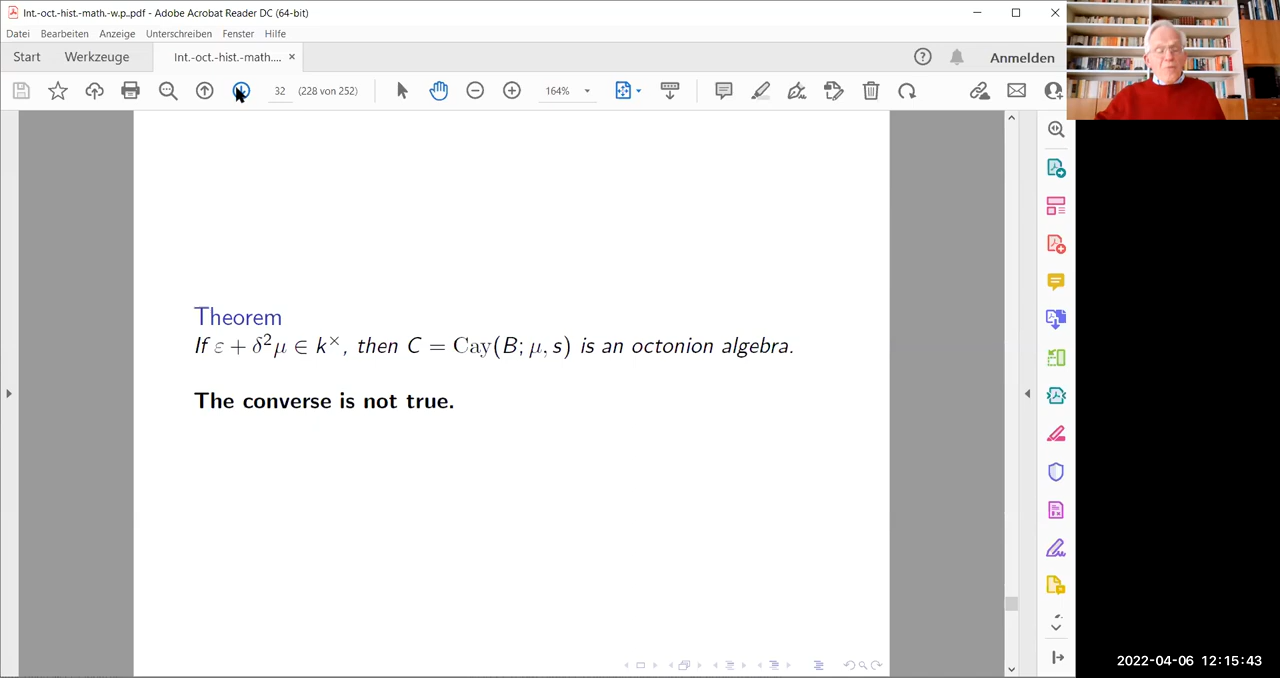 Int.-oct.-hist.-math.-w.p..pdf - Adobe Acrobat Reader DC (64-bit)
Datei Bearbeiten Anzeige Unterschreiben Fenster Hilfe
Start Werkzeuge Int.-oct.-hist.-math.... × Anmelden
32 (228 von 252) 164%
Theorem
If ε + δ²μ ∈ k^×, then C = Cay(B; μ, s) is an octonion algebra.
The converse is not true.
2022-04-06 12:15:43